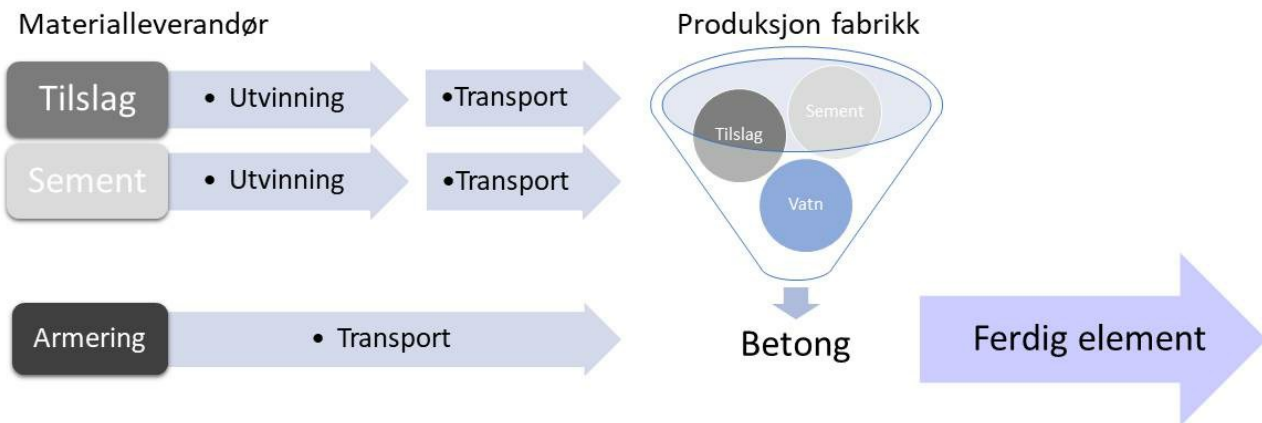 Materialleverandør
Produksjon fabrikk
Tilslag
• Utvinning
•Transport
Sement
• Utvinning
•Transport
Tilslag
Sement
Vatn
Armering
• Transport
Betong
Ferdig element